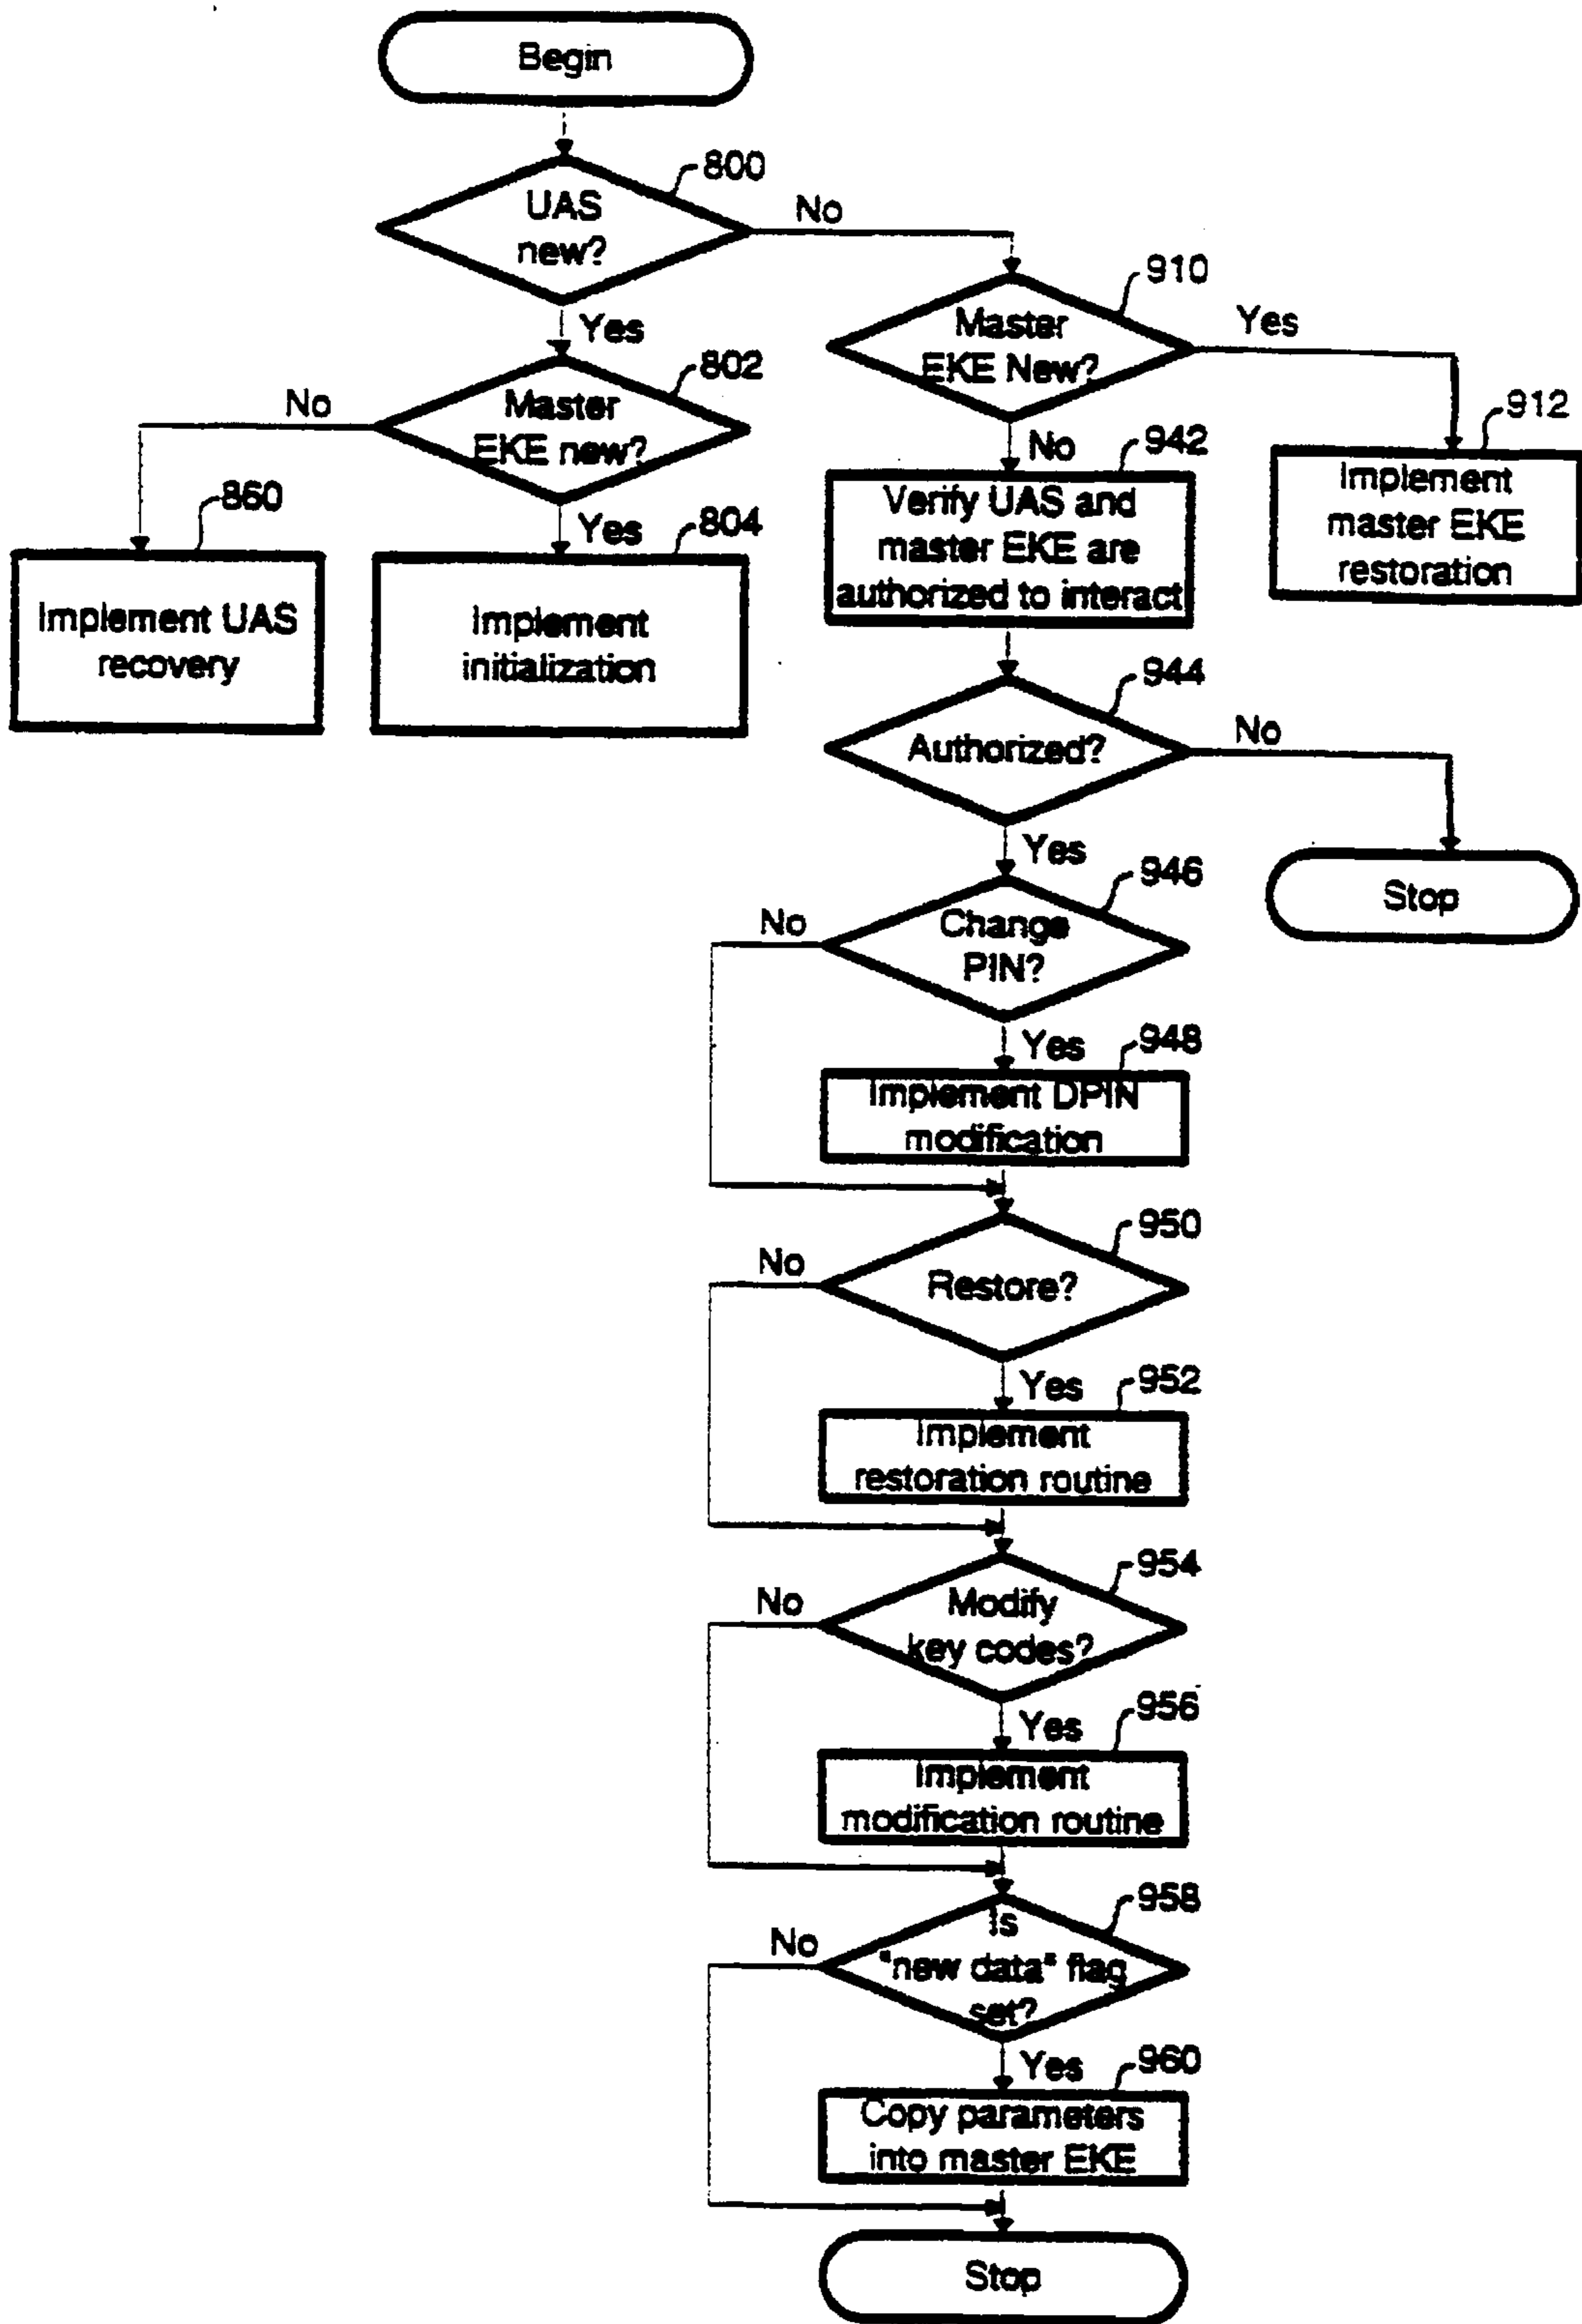 Begin
800
UAS
new?
No
Yes
910
Master
EKE New?
Yes
802
Master
EKE new?
No
Yes
No
942
912
Implement
master EKE
restoration
860
Implement UAS
recovery
804
Implement
initialization
Verify UAS and
master EKE are
authorized to interact
944
Authorized?
No
Yes
Stop
946
Change
PIN?
No
Yes
948
Implement DPIN
modification
950
Restore?
No
Yes
952
Implement
restoration routine
954
Modify
key codes?
No
Yes
956
Implement
modification routine
958
Is
"new data" flag
set?
No
Yes
960
Copy parameters
into master EKE
Stop